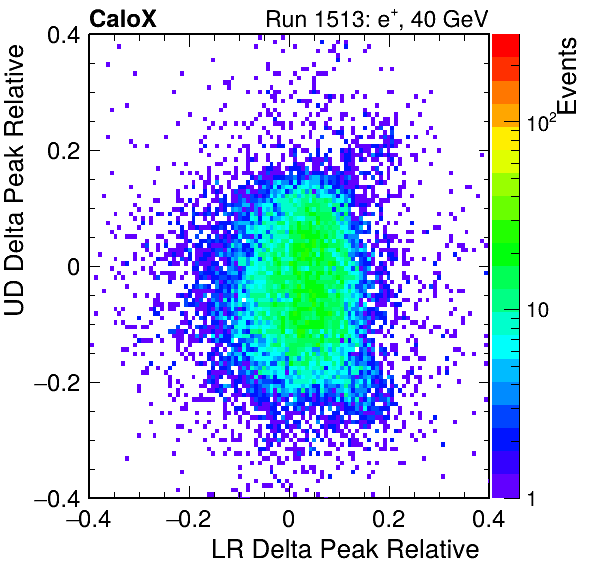 CaloX Run 1513: e⁺, 40 GeV
UD Delta Peak Relative
0.4
0.2
0
−0.2
−0.4
−0.4 −0.2 0 0.2 0.4
LR Delta Peak Relative
Events
10²
10
1